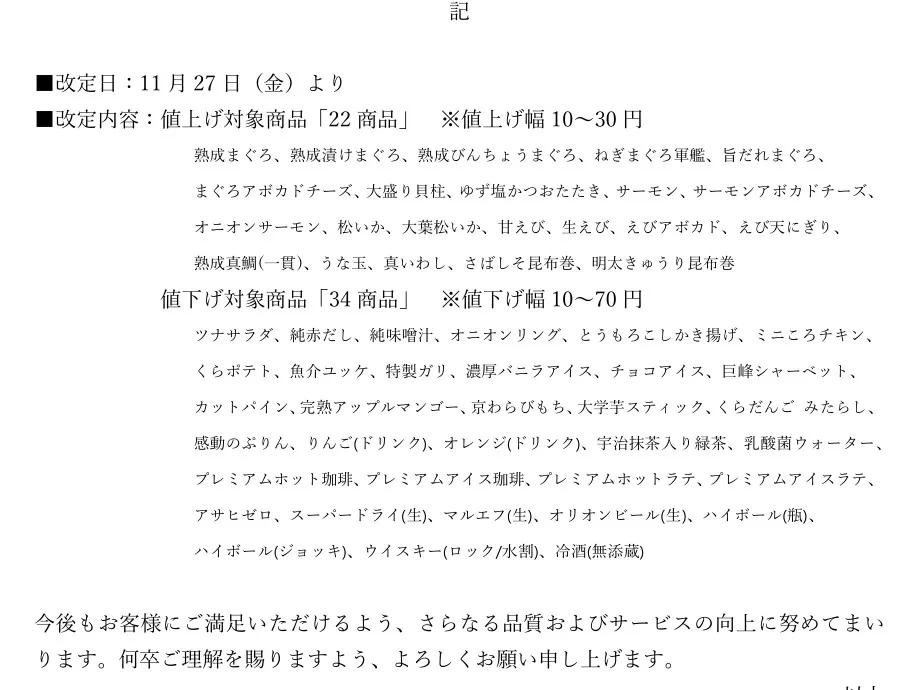 記
■改定日：11 月 27 日（金）より
■改定内容：値上げ対象商品「22 商品」　※値上げ幅 10～30 円
熟成まぐろ、熟成漬けまぐろ、熟成びんちょうまぐろ、ねぎまぐろ軍艦、旨だれまぐろ、
まぐろアボカドチーズ、大盛り貝柱、ゆず塩かつおたたき、サーモン、サーモンアボカドチーズ、
オニオンサーモン、松いか、大葉松いか、甘えび、生えび、えびアボカド、えび天にぎり、
熟成真鯛(一貫)、うな玉、真いわし、さばしそ昆布巻、明太きゅうり昆布巻
値下げ対象商品「34 商品」　※値下げ幅 10～70 円
ツナサラダ、純赤だし、純味噌汁、オニオンリング、とうもろこしかき揚げ、ミニころチキン、
くらポテト、魚介ユッケ、特製ガリ、濃厚バニラアイス、チョコアイス、巨峰シャーベット、
カットパイン、完熟アップルマンゴー、京わらびもち、大学芋スティック、くらだんご みたらし、
感動のぷりん、りんご(ドリンク)、オレンジ(ドリンク)、宇治抹茶入り緑茶、乳酸菌ウォーター、
プレミアムホット珈琲、プレミアムアイス珈琲、プレミアムホットラテ、プレミアムアイスラテ、
アサヒゼロ、スーパードライ(生)、マルエフ(生)、オリオンビール(生)、ハイボール(瓶)、
ハイボール(ジョッキ)、ウイスキー(ロック/水割)、冷酒(無添蔵)
今後もお客様にご満足いただけるよう、さらなる品質およびサービスの向上に努めてまい
ります。何卒ご理解を賜りますよう、よろしくお願い申し上げます。